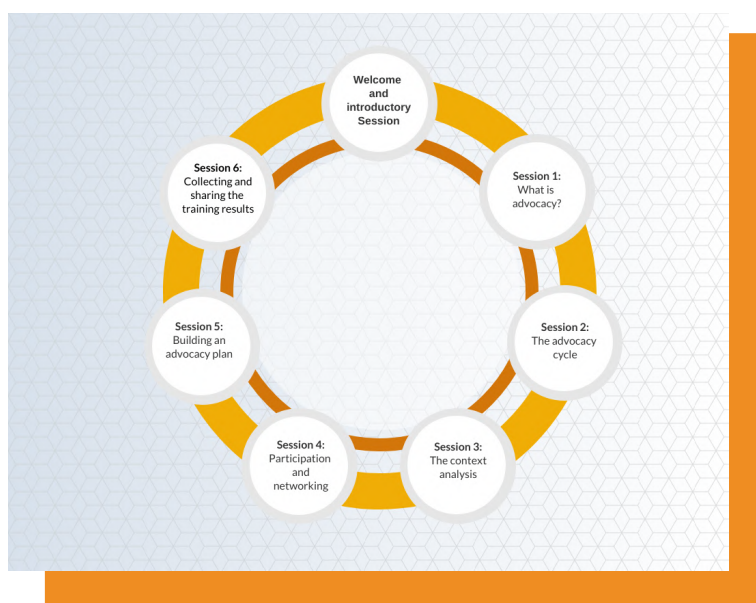 Welcome
and
introductory
Session
Session 1:
What is
advocacy?
Session 2:
The advocacy
cycle
Session 3:
The context
analysis
Session 4:
Participation
and
networking
Session 5:
Building an
advocacy plan
Session 6:
Collecting and
sharing the
training results